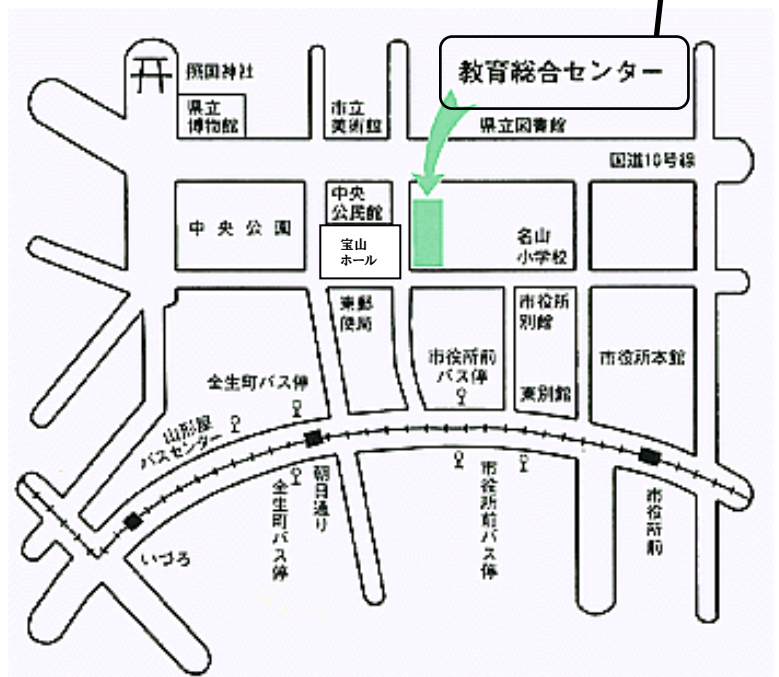 教育総合センター
照国神社
県立
博物館
市立
美術館
県立図書館
国道10号線
中央公園
中央
公民館
宝山
ホール
名山
小学校
東郵
便局
市役所
別館
市役所前
バス停
市役所本館
東別館
金生町バス停
山形屋
バスセンター
朝日通り
金生町バス停
市役所前バス停
市役所前
いづろ